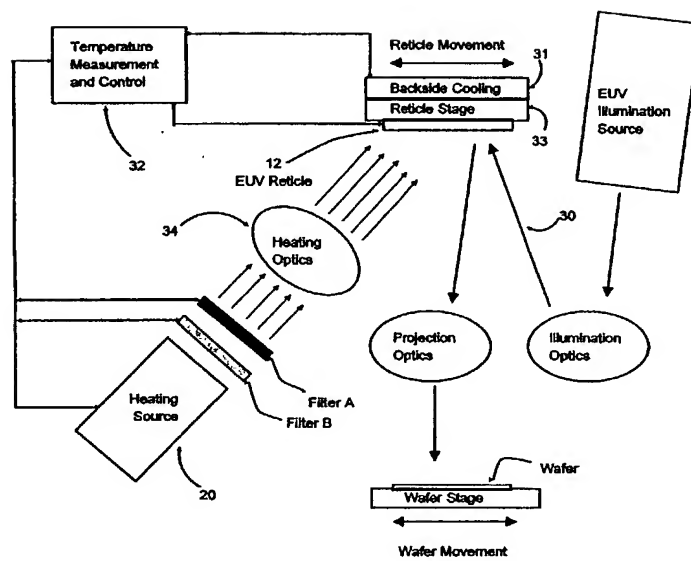 Temperature
Measurement
and Control
32
Reticle Movement
31
Backside Cooling
Reticle Stage
33
EUV
Illumination
Source
12
EUV Reticle
34
Heating
Optics
30
Projection
Optics
Illumination
Optics
Filter A
Filter B
Heating
Source
20
Wafer
Wafer Stage
Wafer Movement